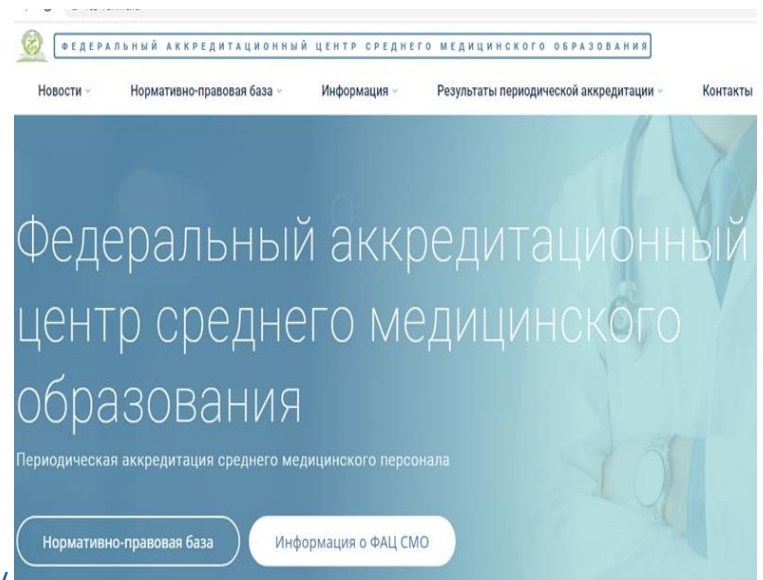 ФЕДЕРАЛЬНЫЙ АККРЕДИТАЦИОННЫЙ ЦЕНТР СРЕДНЕГО МЕДИЦИНСКОГО ОБРАЗОВАНИЯ
Новости Нормативно-правовая база Информация Результаты периодической аккредитации Контакты
Федеральный аккредитационный
центр среднего медицинского
образования
Периодическая аккредитация среднего медицинского персонала
Нормативно-правовая база Информация о ФАЦ СМО
/